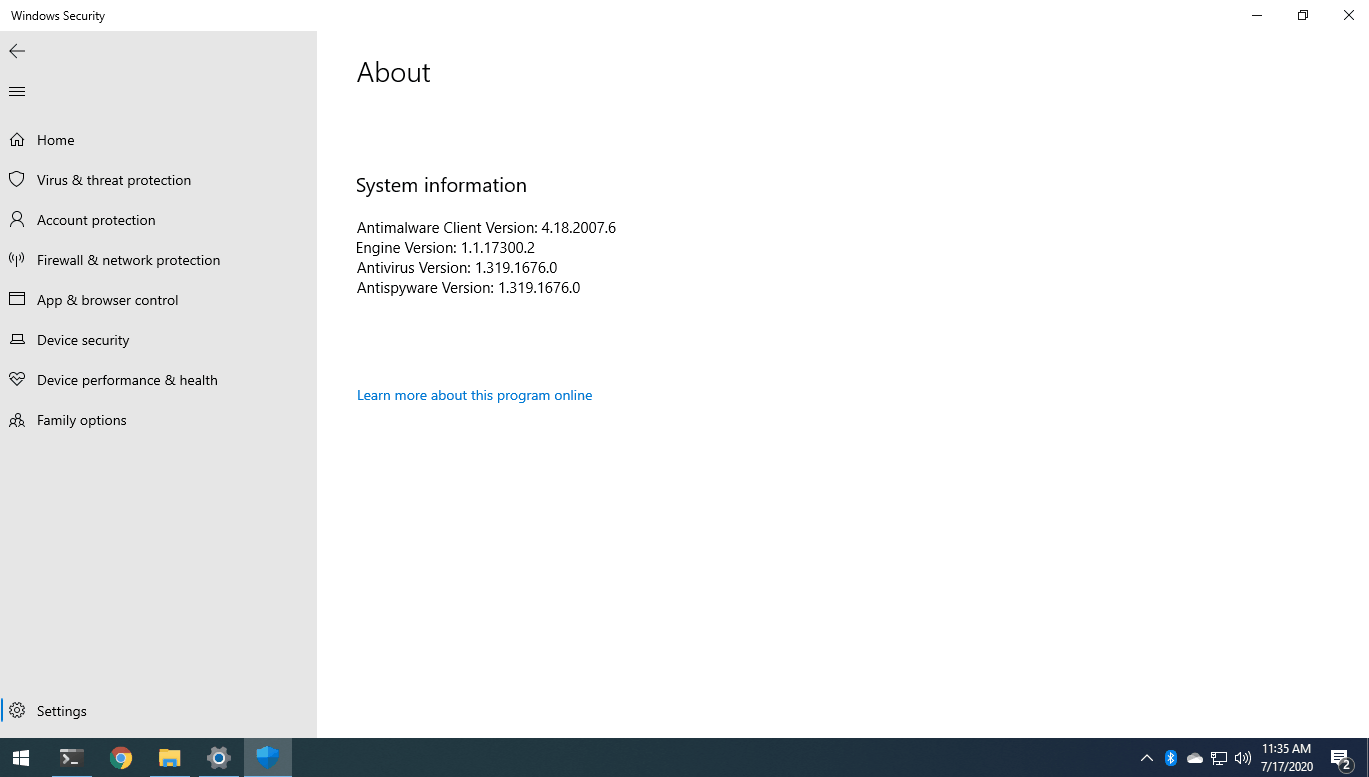 Windows Security
Home
Virus & threat protection
Account protection
Firewall & network protection
App & browser control
Device security
Device performance & health
Family options
Settings
About
System information
Antimalware Client Version: 4.18.2007.6
Engine Version: 1.1.17300.2
Antivirus Version: 1.319.1676.0
Antispyware Version: 1.319.1676.0
Learn more about this program online
11:35 AM
7/17/2020
2